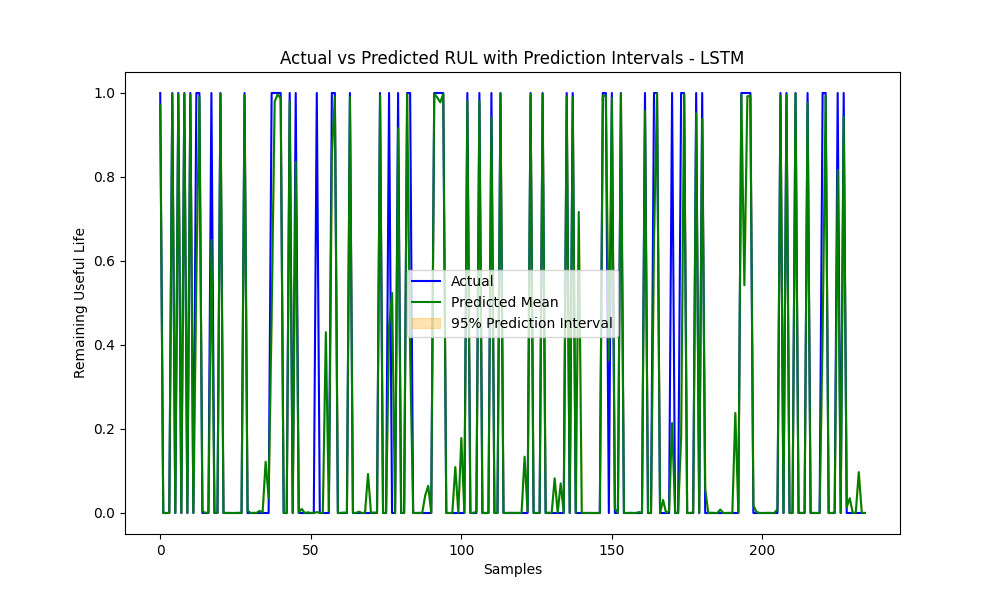 Actual vs Predicted RUL with Prediction Intervals - LSTM
1.0
0.8
0.6
0.4
0.2
0.0
Remaining Useful Life
Actual
Predicted Mean
95% Prediction Interval
0 50 100 150 200
Samples